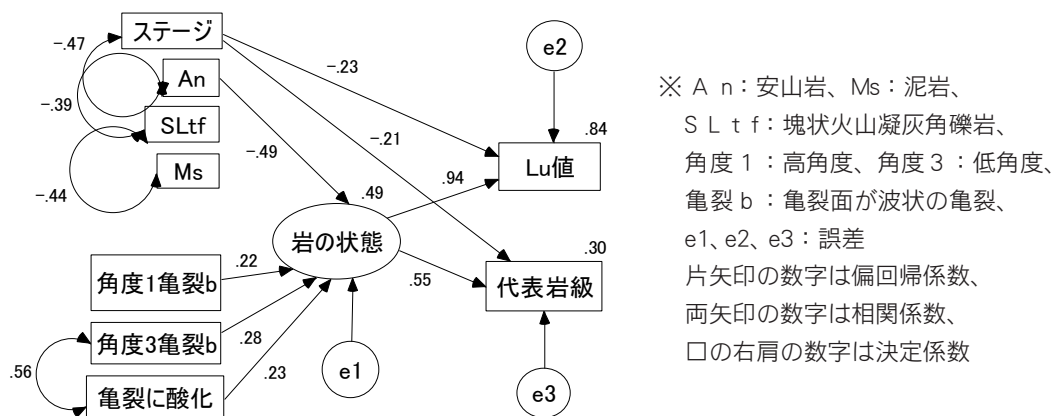 ステージ
-.47
An
-.39
SLtf
-.44
Ms
-.23
-.21
-.49
e2
.84
Lu値
.94
.49
岩の状態
.30
代表岩級
.55
角度1亀裂b
.22
角度3亀裂b
.28
.56
亀裂に酸化
.23
e1
e3
※ A n：安山岩、Ms：泥岩、
S L t f：塊状火山凝灰角礫岩、
角度 1 ：高角度、角度 3 ：低角度、
亀裂 b ：亀裂面が波状の亀裂、
e1、e2、e3：誤差
片矢印の数字は偏回帰係数、
両矢印の数字は相関係数、
□の右肩の数字は決定係数